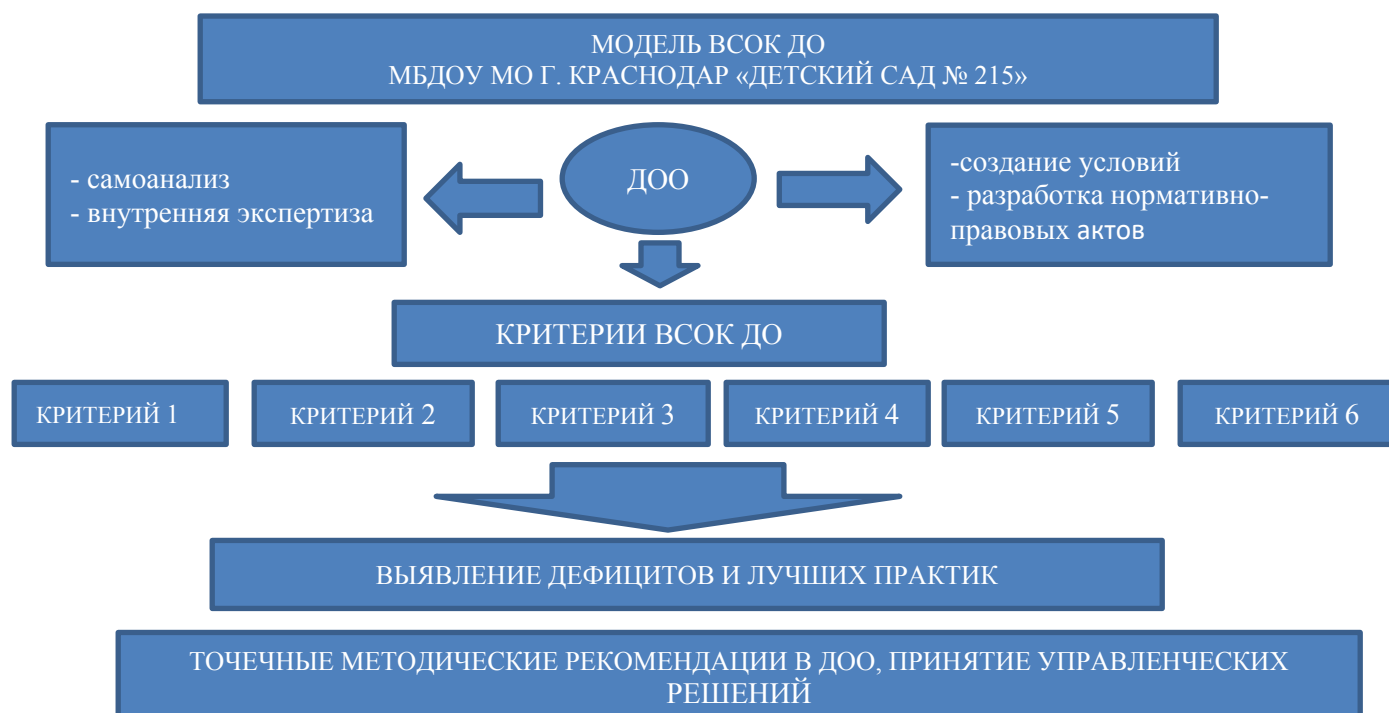 МОДЕЛЬ ВСОК ДО
МБДОУ МО Г. КРАСНОДАР «ДЕТСКИЙ САД № 215»
- самоанализ
- внутренняя экспертиза
ДОО
-создание условий
- разработка нормативно-
правовых актов
КРИТЕРИИ ВСОК ДО
КРИТЕРИЙ 1
КРИТЕРИЙ 2
КРИТЕРИЙ 3
КРИТЕРИЙ 4
КРИТЕРИЙ 5
КРИТЕРИЙ 6
ВЫЯВЛЕНИЕ ДЕФИЦИТОВ И ЛУЧШИХ ПРАКТИК
ТОЧЕЧНЫЕ МЕТОДИЧЕСКИЕ РЕКОМЕНДАЦИИ В ДОО, ПРИНЯТИЕ УПРАВЛЕНЧЕСКИХ
РЕШЕНИЙ